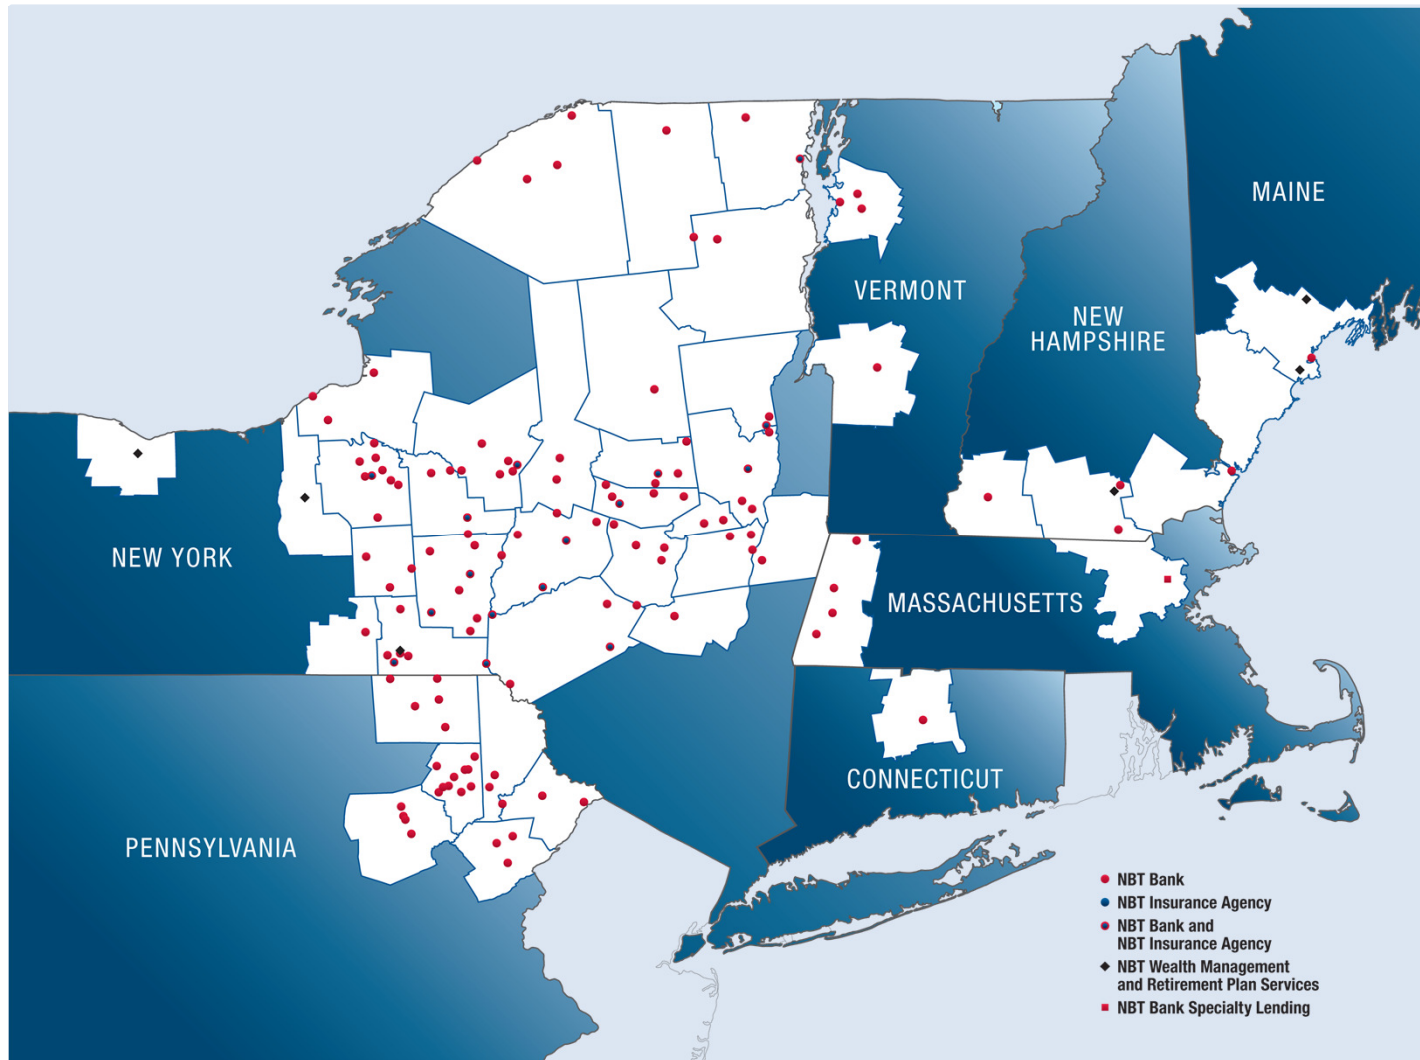 MAINE
VERMONT
NEW
HAMPSHIRE
NEW YORK
MASSACHUSETTS
CONNECTICUT
PENNSYLVANIA
NBT Bank
NBT Insurance Agency
NBT Bank and
NBT Insurance Agency
NBT Wealth Management
and Retirement Plan Services
NBT Bank Specialty Lending